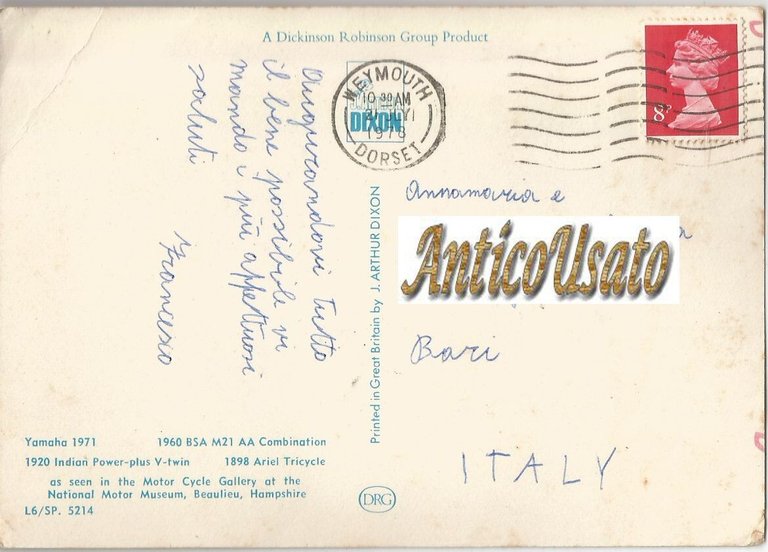 A Dickinson Robinson Group Product
Augurandovi tutto
il bene possibile vi
mando i più affettuosi
saluti
Francesco
WEYMOUTH
10 30 AM
1978
DORSET
DIXON
8P
Printed in Great Britain by J. ARTHUR DIXON
Annamaria e
AnticoUsato
Bari
ITALY
Yamaha 1971 1960 BSA M21 AA Combination
1920 Indian Power-plus V-twin 1898 Ariel Tricycle
as seen in the Motor Cycle Gallery at the
National Motor Museum, Beaulieu, Hampshire
L6/SP. 5214
DRG